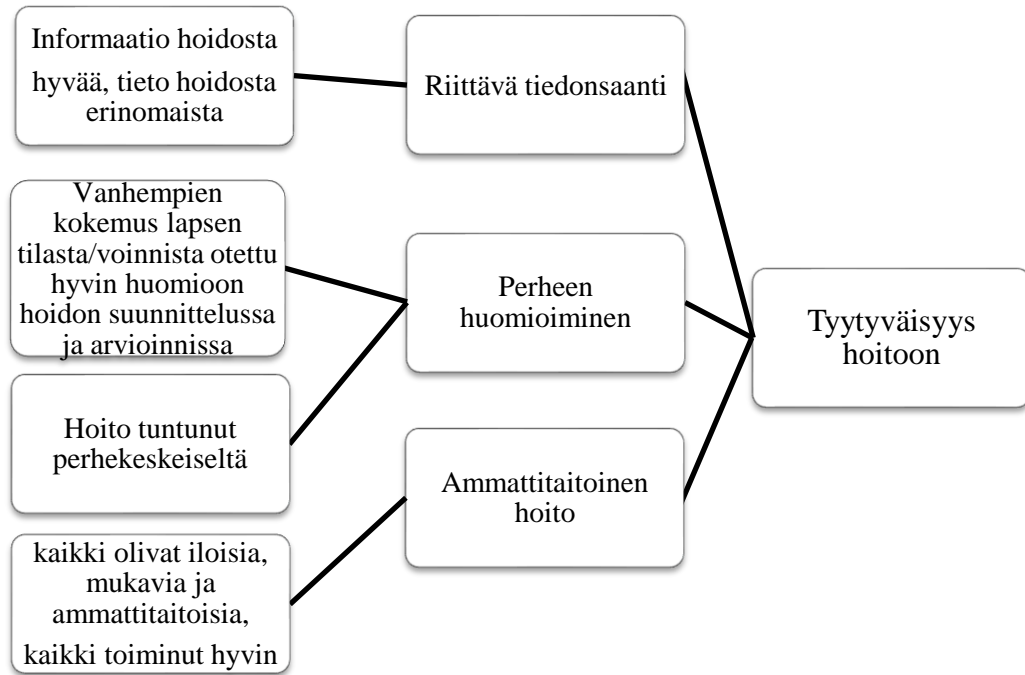 Informaatio hoidosta
hyvää, tieto hoidosta
erinomaista
Riittävä tiedonsaanti
Vanhempien
kokemus lapsen
tilasta/voinnista otettu
hyvin huomioon
hoidon suunnittelussa
ja arvioinnissa
Perheen
huomioiminen
Tyytyväisyys
hoitoon
Hoito tuntunut
perhekeskeiseltä
Ammattitaitoinen
hoito
kaikki olivat iloisia,
mukavia ja
ammattitaitoisia,
kaikki toiminut hyvin